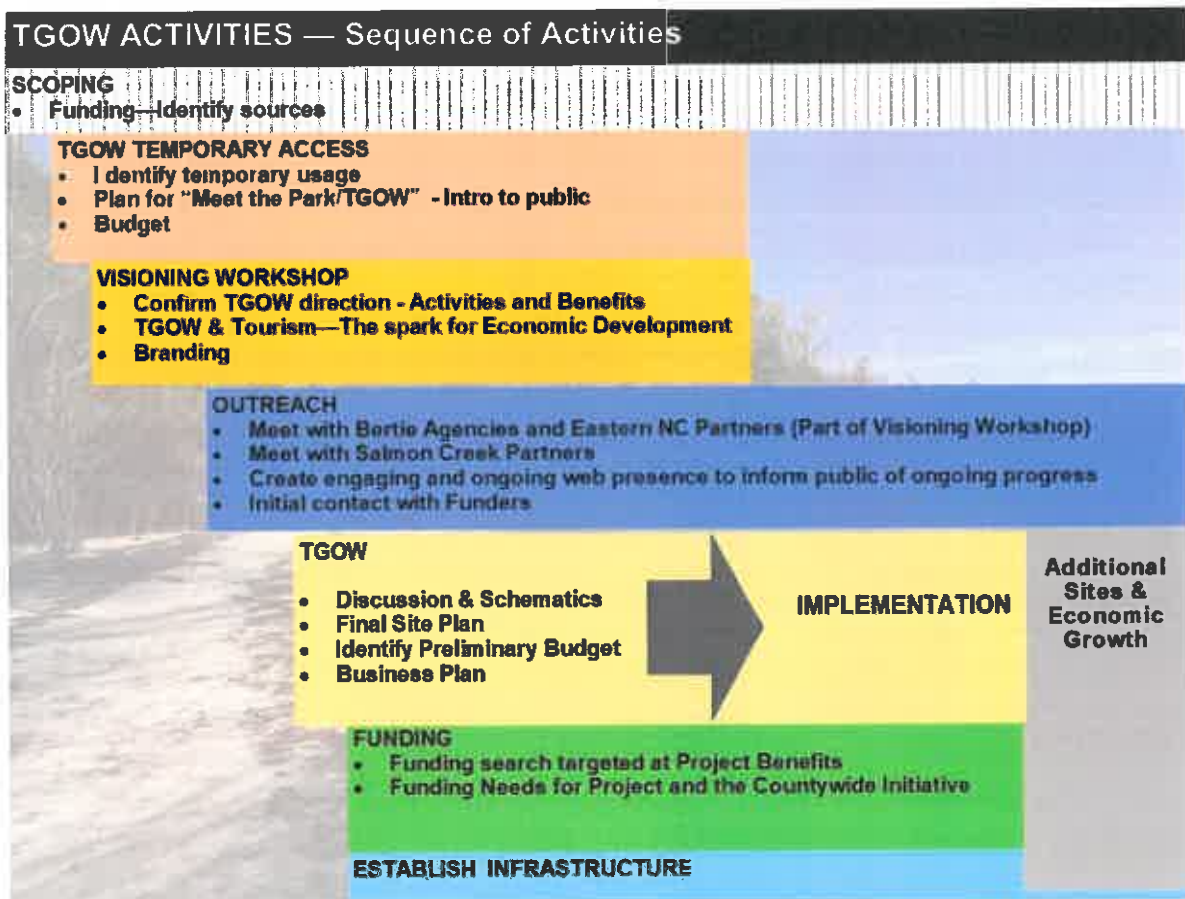 TGOW ACTIVITIES — Sequence of Activities
SCOPING
• Funding—Identify sources
TGOW TEMPORARY ACCESS
• I dentify temporary usage
• Plan for “Meet the Park/TGOW” - Intro to public
• Budget
VISIONING WORKSHOP
• Confirm TGOW direction - Activities and Benefits
• TGOW & Tourism—The spark for Economic Development
• Branding
OUTREACH
• Meet with Bertie Agencies and Eastern NC Partners (Part of Visioning Workshop)
• Meet with Salmon Creek Partners
• Create engaging and ongoing web presence to inform public of ongoing progress
• Initial contact with Funders
TGOW
• Discussion & Schematics
• Final Site Plan
• Identify Preliminary Budget
• Business Plan
IMPLEMENTATION
Additional
Sites &
Economic
Growth
FUNDING
• Funding search targeted at Project Benefits
• Funding Needs for Project and the Countywide Initiative
ESTABLISH INFRASTRUCTURE